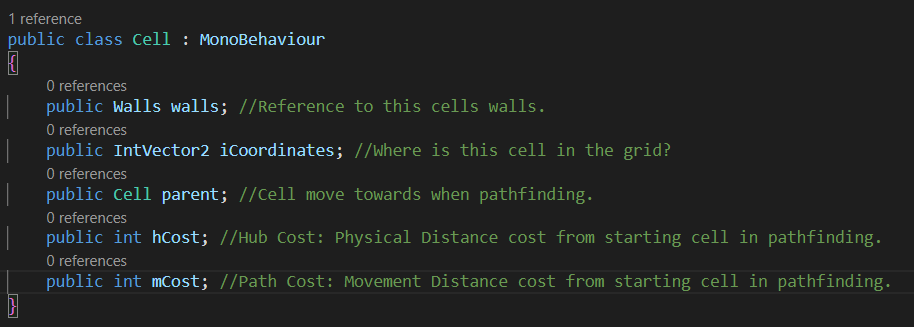 1 reference
public class Cell : MonoBehaviour
{
0 references
public Walls walls; //Reference to this cells walls.
0 references
public IntVector2 iCoordinates; //Where is this cell in the grid?
0 references
public Cell parent; //Cell move towards when pathfinding.
0 references
public int hCost; //Hub Cost: Physical Distance cost from starting cell in pathfinding.
0 references
public int mCost; //Path Cost: Movement Distance cost from starting cell in pathfinding.
}